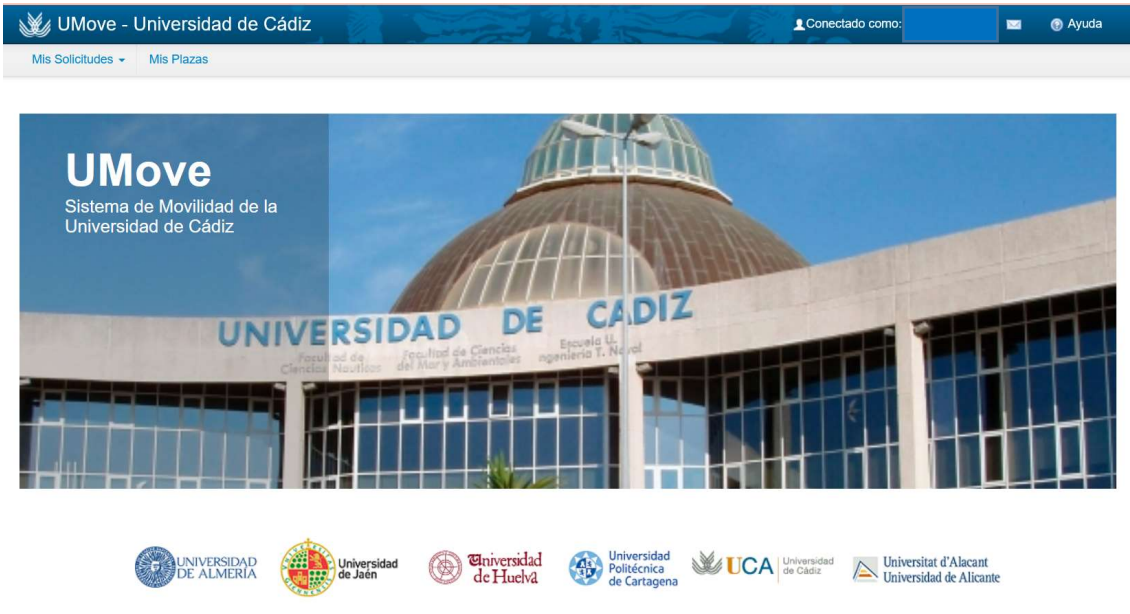 UMove - Universidad de Cádiz
Conectado como:
Ayuda
Mis Solicitudes
Mis Plazas
UMove
Sistema de Movilidad de la
Universidad de Cádiz
UNIVERSIDAD DE CADIZ
Facultad de
Ciencias Nauticas
Facultad de Ciencias
del Mar y Ambientales
Escuela U.
Ingeniería T. Naval
UNIVERSIDAD
DE ALMERÍA
Universidad
de Jaén
Universidad
de Huelva
Universidad
Politécnica
de Cartagena
UCA
Universidad
de Cádiz
Universitat d'Alacant
Universidad de Alicante